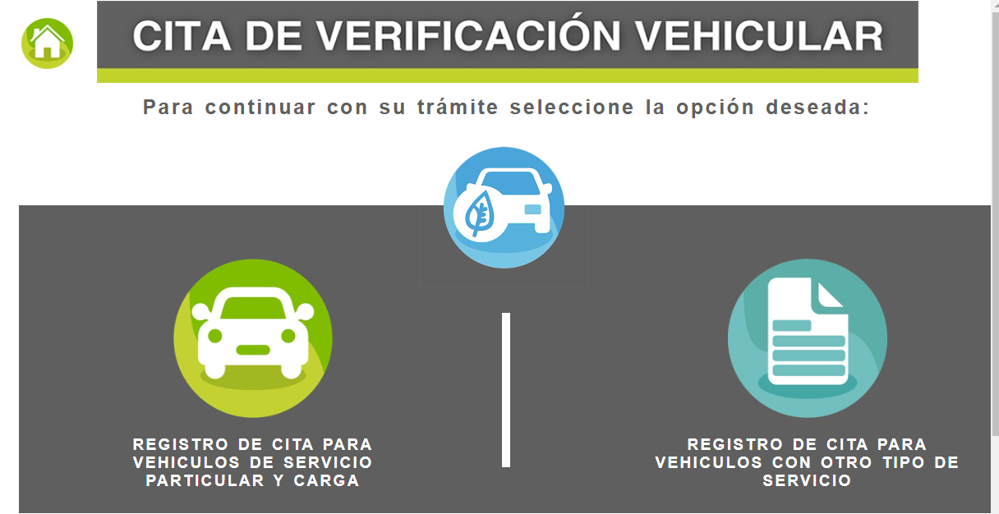 CITA DE VERIFICACIÓN VEHICULAR
Para continuar con su trámite seleccione la opción deseada:
REGISTRO DE CITA PARA
VEHICULOS DE SERVICIO
PARTICULAR Y CARGA
REGISTRO DE CITA PARA
VEHICULOS CON OTRO TIPO DE
SERVICIO